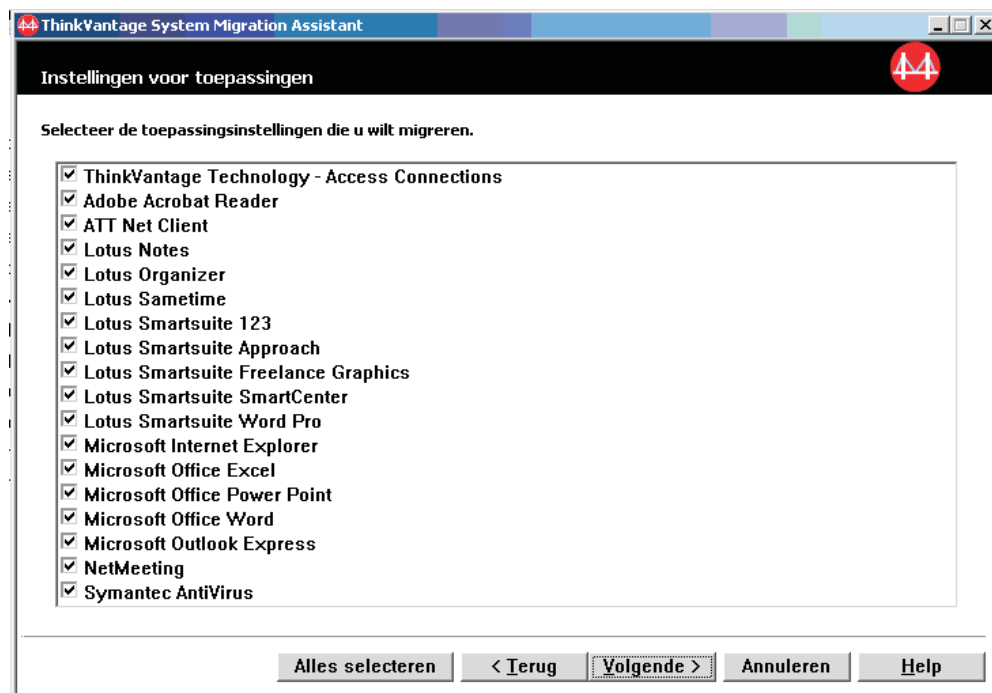 ThinkVantage System Migration Assistant
Instellingen voor toepassingen
Selecteer de toepassingsinstellingen die u wilt migreren.
ThinkVantage Technology - Access Connections
Adobe Acrobat Reader
ATT Net Client
Lotus Notes
Lotus Organizer
Lotus Sametime
Lotus Smartsuite 123
Lotus Smartsuite Approach
Lotus Smartsuite Freelance Graphics
Lotus Smartsuite SmartCenter
Lotus Smartsuite Word Pro
Microsoft Internet Explorer
Microsoft Office Excel
Microsoft Office Power Point
Microsoft Office Word
Microsoft Outlook Express
NetMeeting
Symantec AntiVirus
Alles selecteren < Terug Volgende > Annuleren Help